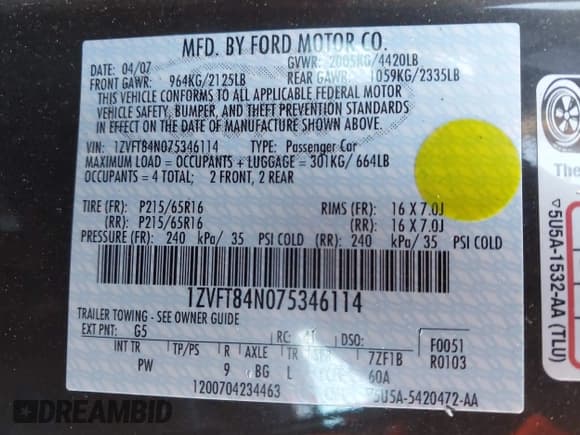 MFD. BY FORD MOTOR CO.
DATE: 04/07 GVWR: 2005KG/4420LB
FRONT GAWR: 964KG/2125LB REAR GAWR: 1059KG/2335LB
THIS VEHICLE CONFORMS TO ALL APPLICABLE FEDERAL MOTOR
VEHICLE SAFETY, BUMPER, AND THEFT PREVENTION STANDARDS
IN EFFECT ON THE DATE OF MANUFACTURE SHOWN ABOVE.
VIN: 1ZVFT84N075346114 TYPE: Passenger Car
MAXIMUM LOAD = OCCUPANTS + LUGGAGE = 301KG/ 664LB
OCCUPANTS = 4 TOTAL; 2 FRONT, 2 REAR
TIRE (FR): P215/65R16 RIMS (FR): 16 X 7.0J
(RR): P215/65R16 (RR): 16 X 7.0J
PRESSURE (FR): 240 kPa/ 35 PSI COLD (RR): 240 kPa/ 35 PSI COLD
1ZVFT84N075346114
TRAILER TOWING - SEE OWNER GUIDE
EXT PNT: G5 RC: DSO: F0051
INT TR TP/PS R AXLE TR 7ZF1B R0103
PW 9 BG L 60A
1200704234463 5U5A-5420472-AA
The
5U5A-1532-AA (TLU)
DREAMBID